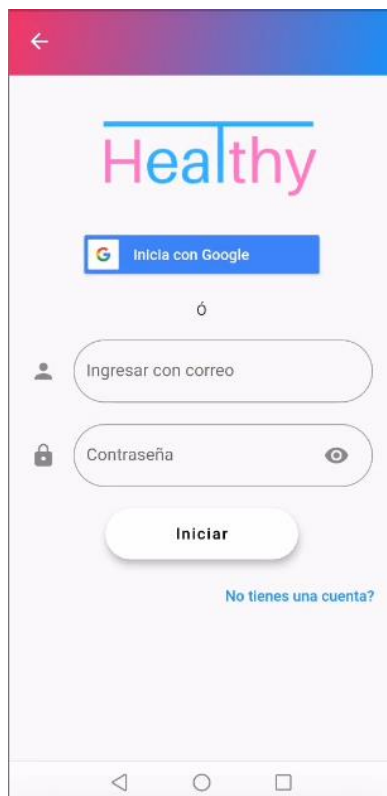 Healthy
G Inicia con Google
ó
Ingresar con correo
Contraseña
Iniciar
No tienes una cuenta?